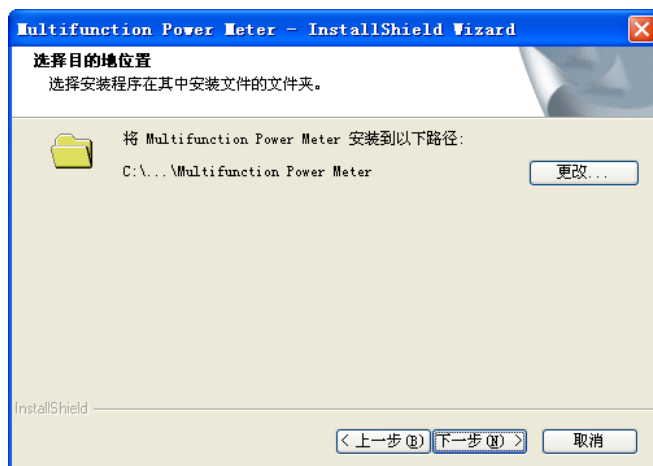 Multifunction Power Meter - InstallShield Wizard
选择目的地位置
选择安装程序在其中安装文件的文件夹。
将 Multifunction Power Meter 安装到以下路径:
C:\...\Multifunction Power Meter
更改...
InstallShield
< 上一步(B) 下一步(N) > 取消